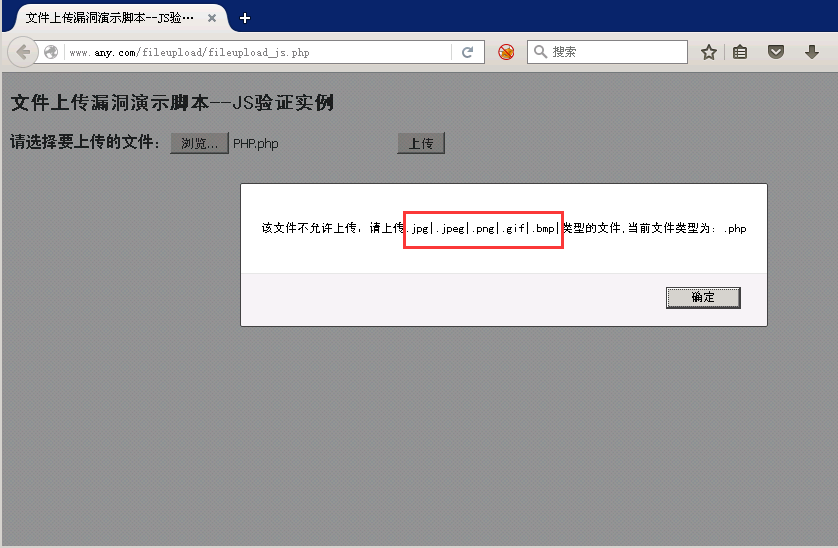 文件上传漏洞演示脚本--JS验⋯
www.any.com/fileupload/fileupload_js.php
搜索
文件上传漏洞演示脚本--JS验证实例
请选择要上传的文件：浏览... PHP.php 上传
该文件不允许上传，请上传.jpg|.jpeg|.png|.gif|.bmp|类型的文件,当前文件类型为：.php
确定